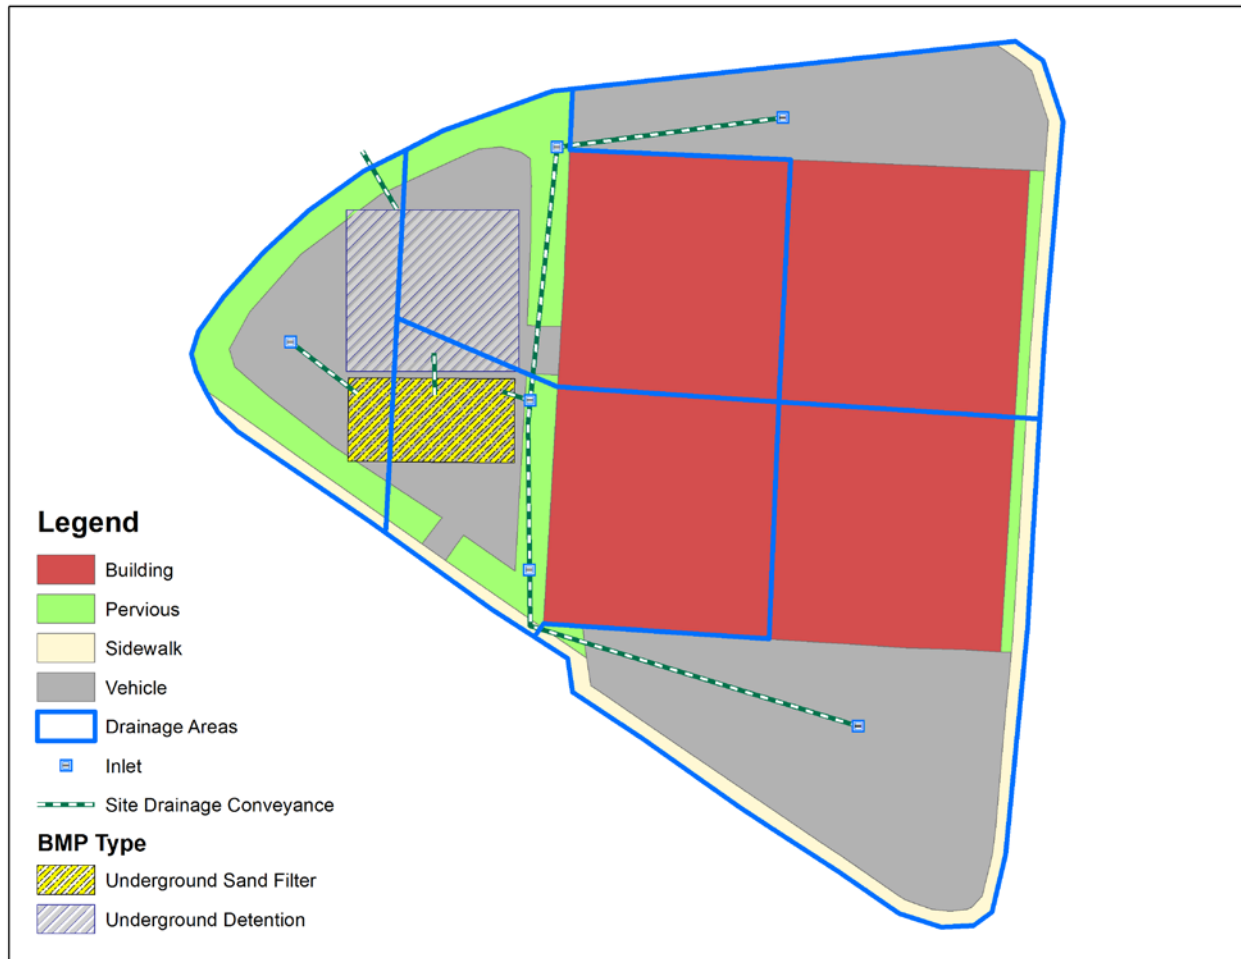 Legend
Building
Pervious
Sidewalk
Vehicle
Drainage Areas
Inlet
Site Drainage Conveyance
BMP Type
Underground Sand Filter
Underground Detention